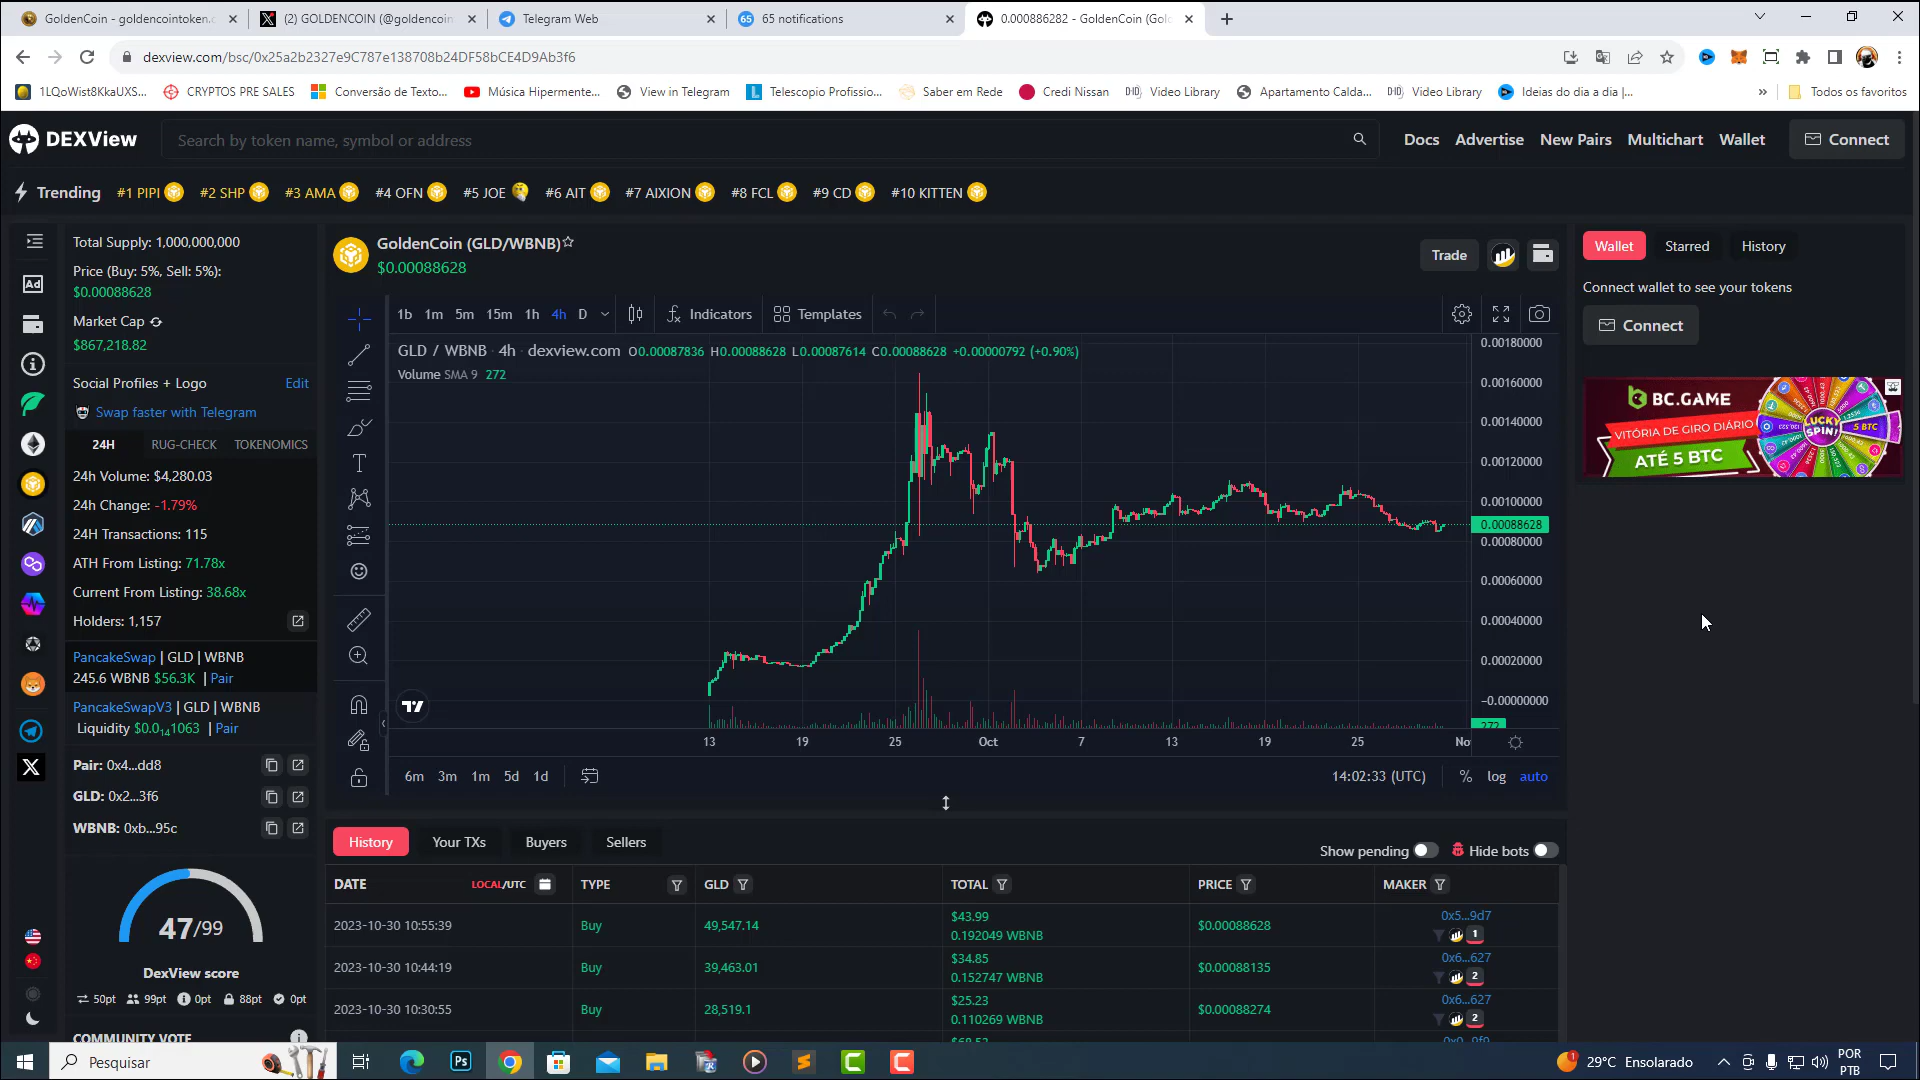 GoldenCoin - goldencointoken.
(2) GOLDENCOIN (@goldencoin
Telegram Web
65 notifications
0.000886282 - GoldenCoin (Gol
dexview.com/bsc/0x25a2b2327e9C787e138708b24DF58bCE4D9Ab3f6
1LQoWist8KkaUXS...
CRYPTOS PRE SALES
Conversão de Texto...
Música Hipermente...
View in Telegram
Telescopio Profissio...
Saber em Rede
Credi Nissan
Video Library
Apartamento Calda...
Video Library
Ideias do dia a dia |...
»
Todos os favoritos
DEXView
Search by token name, symbol or address
Docs
Advertise
New Pairs
Multichart
Wallet
Connect
Trending
#1 PIPI
#2 SHP
#3 AMA
#4 OFN
#5 JOE
#6 AIT
#7 AIXION
#8 FCL
#9 CD
#10 KITTEN
Total Supply: 1,000,000,000
Price (Buy: 5%, Sell: 5%):
$0.00088628
Market Cap
$867,218.82
Social Profiles + Logo
Edit
Swap faster with Telegram
24H
RUG-CHECK
TOKENOMICS
24h Volume: $4,280.03
24h Change: -1.79%
24H Transactions: 115
ATH From Listing: 71.78x
Current From Listing: 38.68x
Holders: 1,157
PancakeSwap | GLD | WBNB
245.6 WBNB $56.3K | Pair
PancakeSwapV3 | GLD | WBNB
Liquidity $0.0₁₄1063 | Pair
Pair: 0x4...dd8
GLD: 0x2...3f6
WBNB: 0xb...95c
47/99
DexView score
50pt
99pt
0pt
88pt
0pt
COMMUNITY VOTE
Ad
GoldenCoin (GLD/WBNB)
$0.00088628
Trade
1b
1m
5m
15m
1h
4h
D
Indicators
Templates
GLD / WBNB · 4h · dexview.com O0.00087836 H0.00088628 L0.00087614 C0.00088628 +0.00000792 (+0.90%)
Volume SMA 9 272
0.00180000
0.00160000
0.00140000
0.00120000
0.00100000
0.00088628
0.00080000
0.00060000
0.00040000
0.00020000
−0.00000000
272
13
19
25
Oct
7
13
19
25
No
6m
3m
1m
5d
1d
14:02:33 (UTC)
%
log
auto
History
Your TXs
Buyers
Sellers
Show pending
Hide bots
DATE
LOCAL/UTC
TYPE
GLD
TOTAL
PRICE
MAKER
2023-10-30 10:55:39
Buy
49,547.14
$43.99
0.192049 WBNB
$0.00088628
0x5...9d7
1
2023-10-30 10:44:19
Buy
39,463.01
$34.85
0.152747 WBNB
$0.00088135
0x6...627
2
2023-10-30 10:30:55
Buy
28,519.1
$25.23
0.110269 WBNB
$0.00088274
0x6...627
2
Wallet
Starred
History
Connect wallet to see your tokens
Connect
BC.GAME
VITÓRIA DE GIRO DIÁRIO
ATÉ 5 BTC
LUCKY SPIN!
5 BTC
Pesquisar
Ps
29°C Ensolarado
POR
PTB